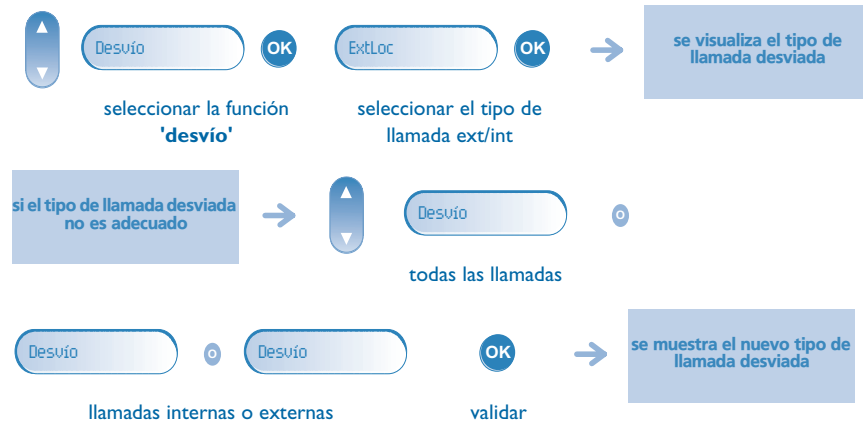 Desvío
OK
ExtLoc
OK
se visualiza el tipo de
llamada desviada
seleccionar la función
'desvío'
seleccionar el tipo de
llamada ext/int
si el tipo de llamada desviada
no es adecuado
Desvío
o
todas las llamadas
Desvío
o
Desvío
OK
se muestra el nuevo tipo de
llamada desviada
llamadas internas o externas
validar